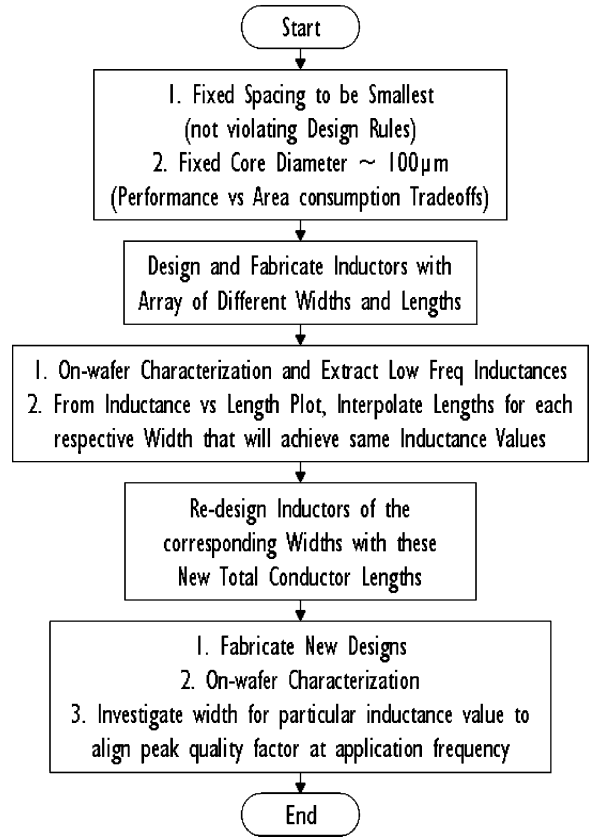 Start
1. Fixed Spacing to be Smallest
(not violating Design Rules)
2. Fixed Core Diameter ~ 100µm
(Performance vs Area consumption Tradeoffs)
Design and Fabricate Inductors with
Array of Different Widths and Lengths
1. On-wafer Characterization and Extract Low Freq Inductances
2. From Inductance vs Length Plot, Interpolate Lengths for each
respective Width that will achieve same Inductance Values
Re-design Inductors of the
corresponding Widths with these
New Total Conductor Lengths
1. Fabricate New Designs
2. On-wafer Characterization
3. Investigate width for particular inductance value to
align peak quality factor at application frequency
End